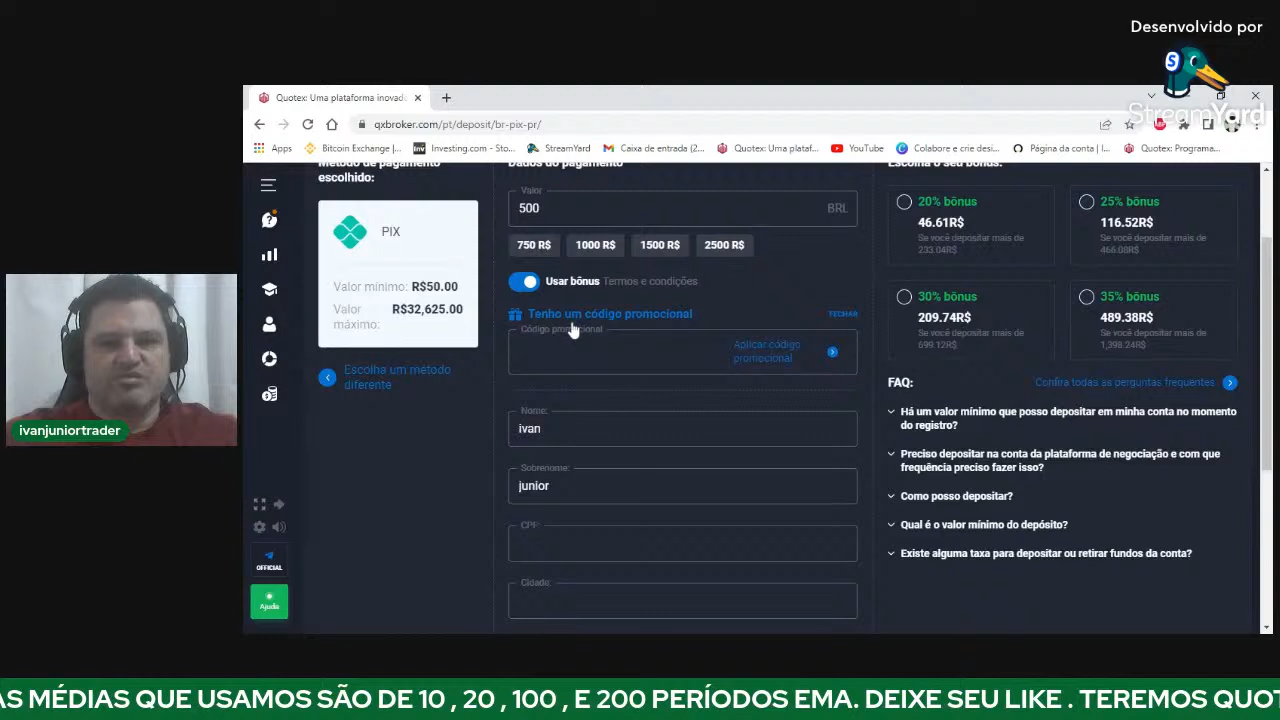 Desenvolvido por
StreamYard
Quotex: Uma plataforma inovad
qxbroker.com/pt/deposit/br-pix-pr/
Apps
Bitcoin Exchange |...
Investing.com - Sto...
StreamYard
Caixa de entrada (2...
Quotex: Uma plataf...
YouTube
Colabore e crie desi...
Página da conta | I...
Quotex: Programa...
Método de pagamento
escolhido:
PIX
Valor mínimo: R$50.00
Valor
máximo:
R$32,625.00
Escolha um método
diferente
Dados do pagamento
Valor
500
BRL
750 R$
1000 R$
1500 R$
2500 R$
Usar bônus Termos e condições
Tenho um código promocional
FECHAR
Código promocional
Aplicar código
promocional
Nome:
ivan
Sobrenome:
junior
CPF:
Cidade:
Escolha o seu bônus:
20% bônus
46.61R$
Se você depositar mais de
233.04R$
25% bônus
116.52R$
Se você depositar mais de
466.08R$
30% bônus
209.74R$
Se você depositar mais de
699.12R$
35% bônus
489.38R$
Se você depositar mais de
1,398.24R$
FAQ:
Confira todas as perguntas frequentes
Há um valor mínimo que posso depositar em minha conta no momento
do registro?
Preciso depositar na conta da plataforma de negociação e com que
frequência preciso fazer isso?
Como posso depositar?
Qual é o valor mínimo do depósito?
Existe alguma taxa para depositar ou retirar fundos da conta?
OFFICIAL
Ajuda
ivanjuniortrader
AS MÉDIAS QUE USAMOS SÃO DE 10 , 20 , 100 , E 200 PERÍODOS EMA. DEIXE SEU LIKE . TEREMOS QUOT